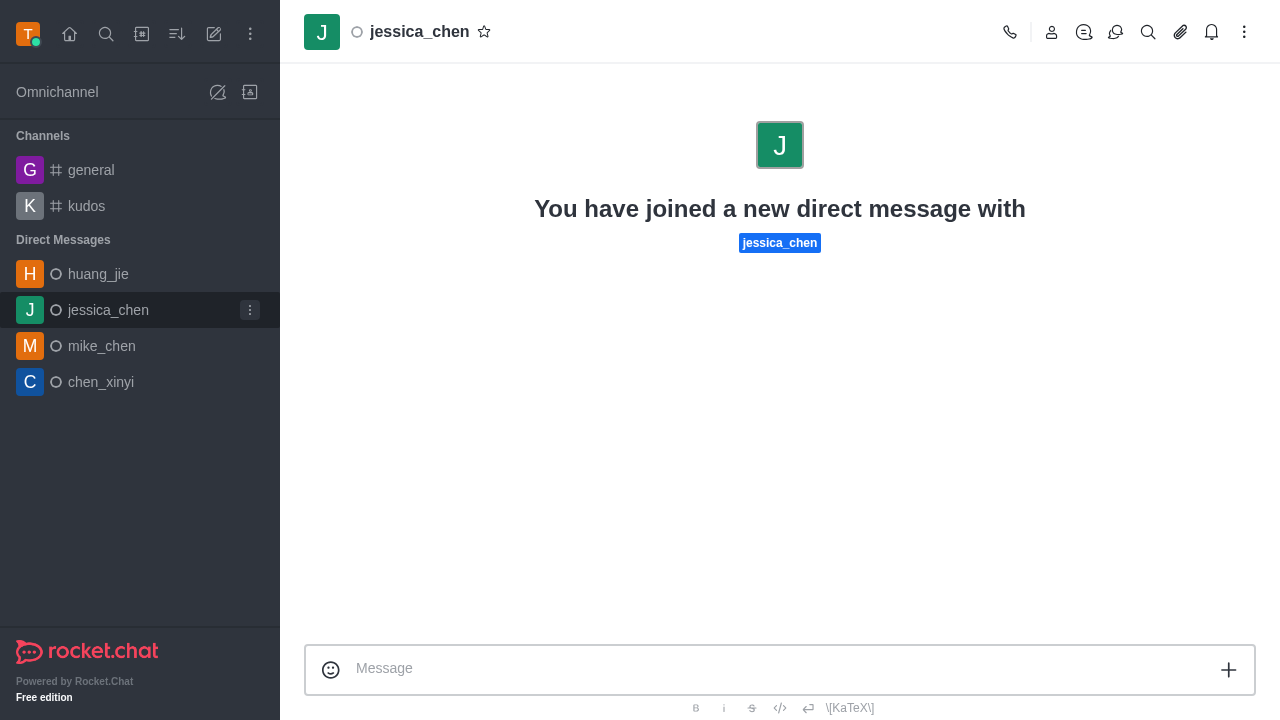 T
Omnichannel
Channels
G general
K kudos
Direct Messages
H huang_jie
J jessica_chen
M mike_chen
C chen_xinyi
rocket.chat
Powered by Rocket.Chat
Free edition
J jessica_chen
J
You have joined a new direct message with
jessica_chen
Message
B i S \[KaTeX\]